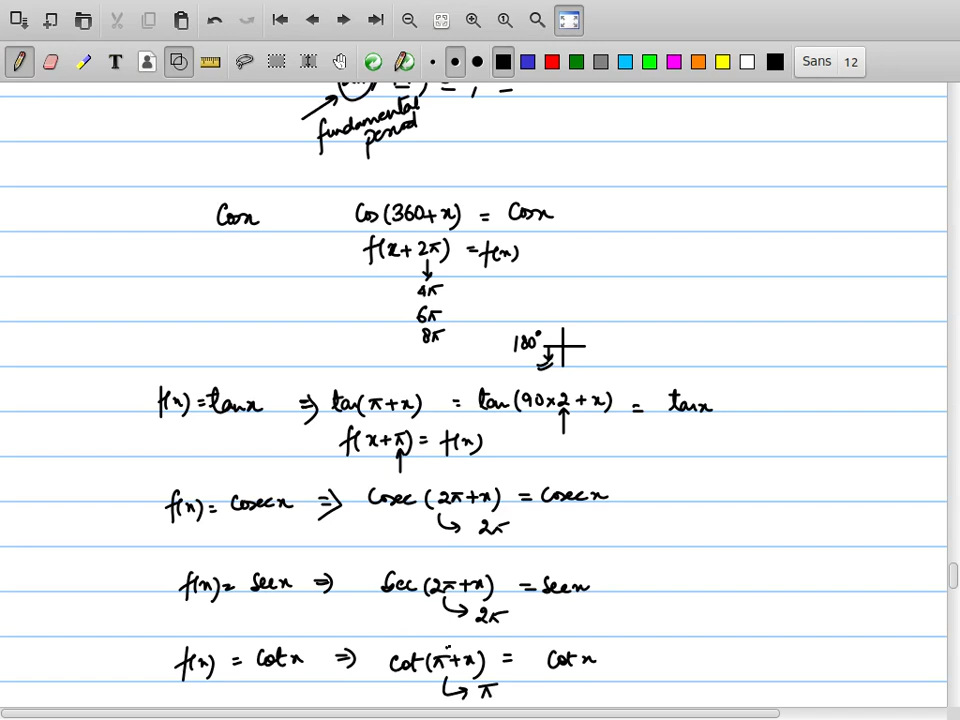 Sans 12
fundamental
period
Cosx cos(360+x) = Cosx
f(x+2π) = f(x)
4π
6π
8π
180°
f(x) = tanx ⇒ tan(π+x) = tan(90×2+x) = tanx
f(x+π) = f(x)
f(x) = Cosecx ⇒ Cosec(2π+x) = Cosecx
2π
f(x) = Secx ⇒ Sec(2π+x) = Secx
2π
f(x) = Cotx ⇒ cot(π+x) = Cotx
π